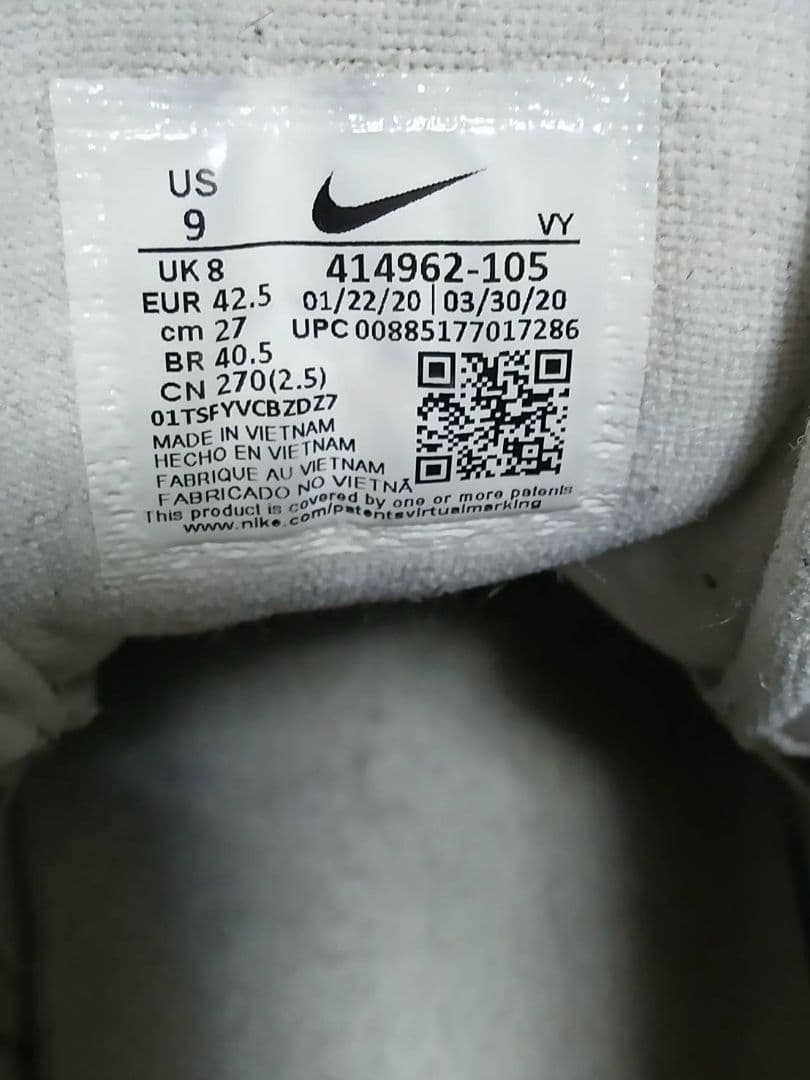 US
9
VY
UK 8
414962-105
EUR 42.5
01/22/20 | 03/30/20
cm 27
UPC 00885177017286
BR 40.5
CN 270(2.5)
01TSFYVCBZDZ7
MADE IN VIETNAM
HECHO EN VIETNAM
FABRIQUE AU VIETNAM
FABRICADO NO VIETNÃ
This product is covered by one or more patents
www.nike.com/patentsvirtualmarking